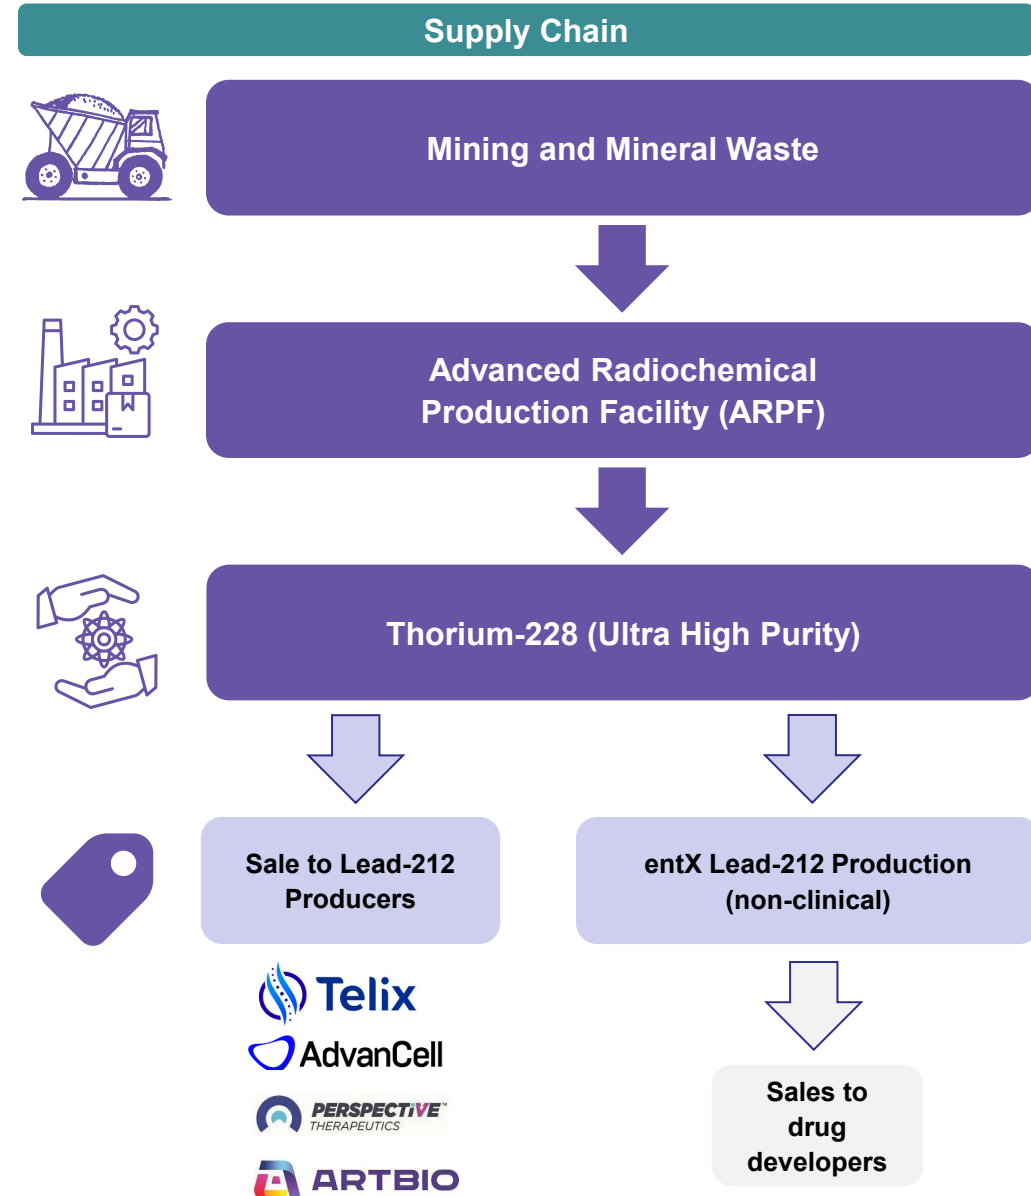 Supply Chain
Mining and Mineral Waste
Advanced Radiochemical
Production Facility (ARPF)
Thorium-228 (Ultra High Purity)
Sale to Lead-212
Producers
entX Lead-212 Production
(non-clinical)
Telix
AdvanCell
PERSPECTiVE™
THERAPEUTICS
ARTBIO
Sales to
drug
developers